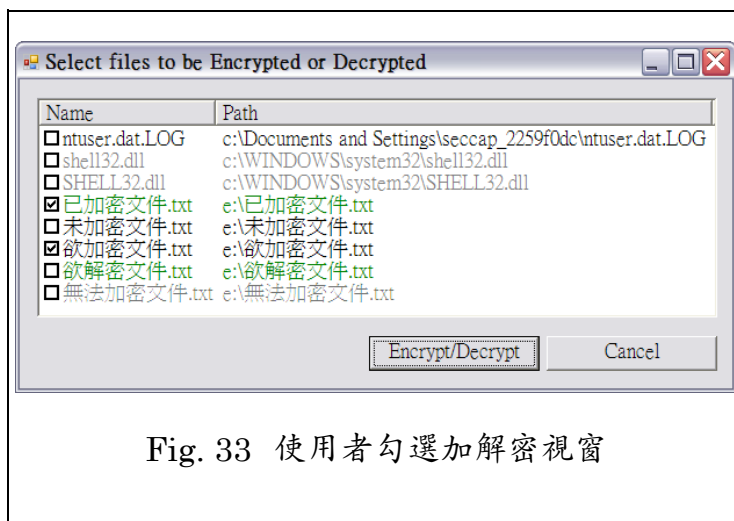 Select files to be Encrypted or Decrypted
Name Path
ntuser.dat.LOG c:\Documents and Settings\seccap_2259f0dc\ntuser.dat.LOG
shell32.dll c:\WINDOWS\system32\shell32.dll
SHELL32.dll c:\WINDOWS\system32\SHELL32.dll
已加密文件.txt e:\已加密文件.txt
未加密文件.txt e:\未加密文件.txt
欲加密文件.txt e:\欲加密文件.txt
欲解密文件.txt e:\欲解密文件.txt
無法加密文件.txt e:\無法加密文件.txt
Encrypt/Decrypt Cancel
Fig. 33 使用者勾選加解密視窗